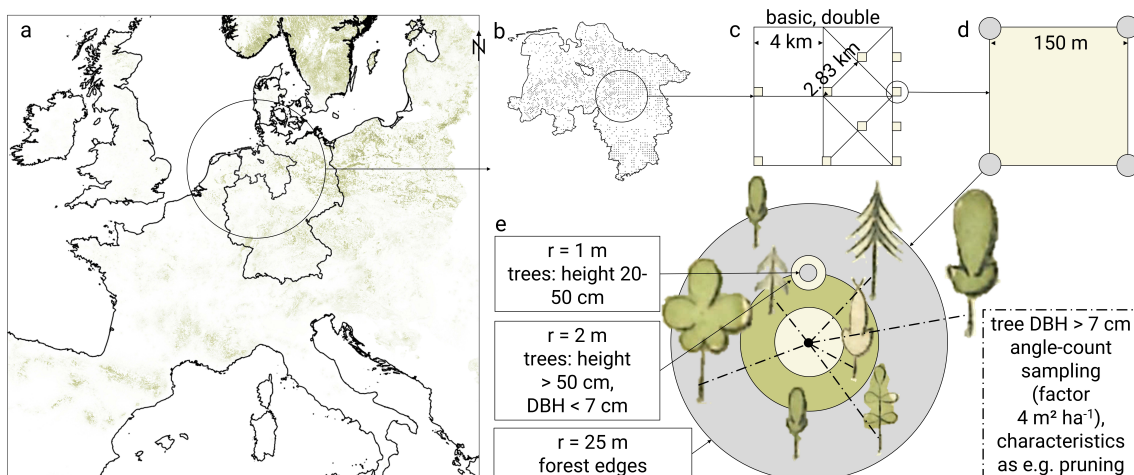 a
N
b
c
basic, double
4 km
2.83 km
d
150 m
e
r = 1 m
trees: height 20-
50 cm
r = 2 m
trees: height
> 50 cm,
DBH < 7 cm
r = 25 m
forest edges
tree DBH > 7 cm
angle-count
sampling
(factor
4 m² ha⁻¹),
characteristics
as e.g. pruning